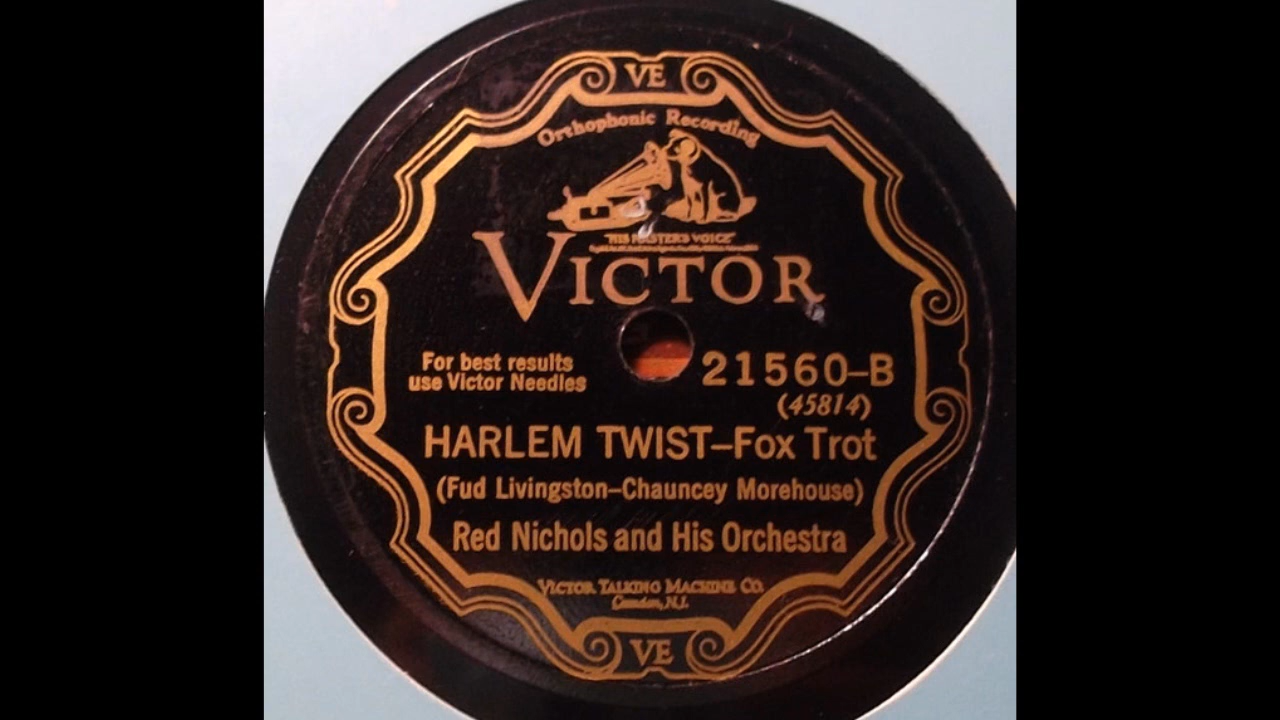 VE
Orthophonic Recording
"HIS MASTER'S VOICE"
VICTOR
For best results
use Victor Needles
21560-B
(45814)
HARLEM TWIST–Fox Trot
(Fud Livingston–Chauncey Morehouse)
Red Nichols and His Orchestra
VICTOR TALKING MACHINE CO.
Camden, N.J.
VE